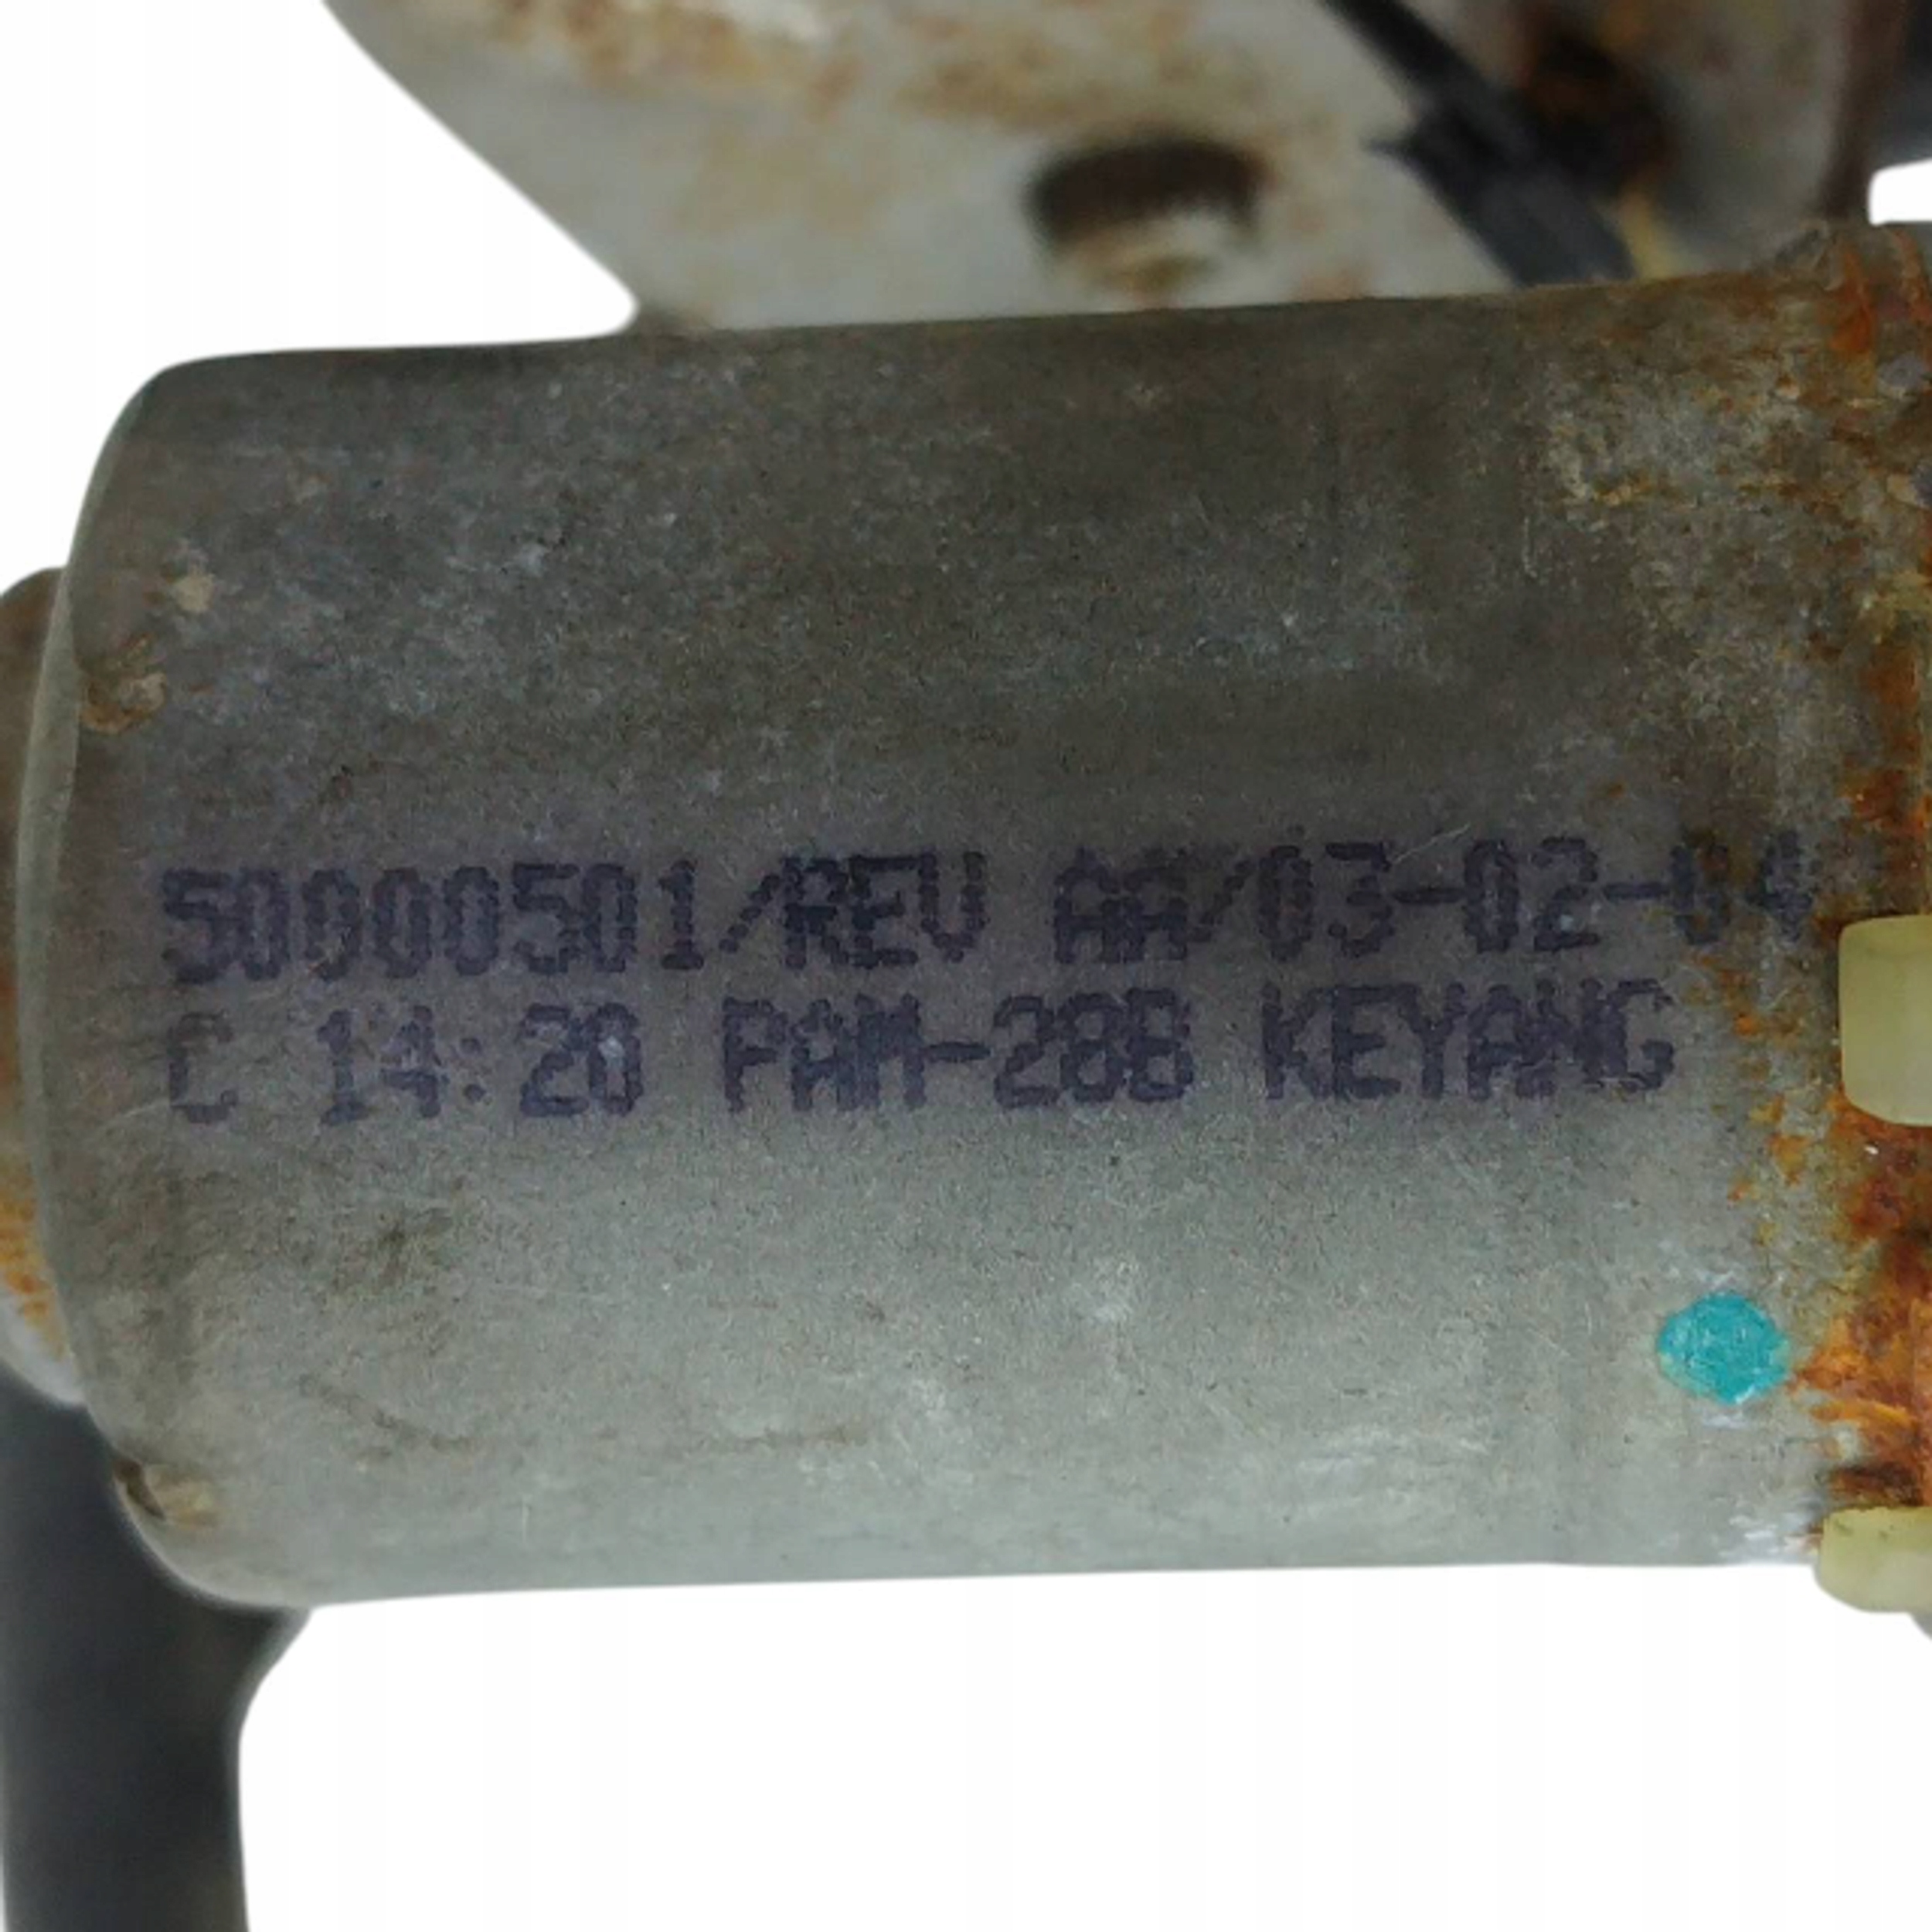 50000501/REV AA/03-02-04
C 14:20 PAM-28B KEYANG